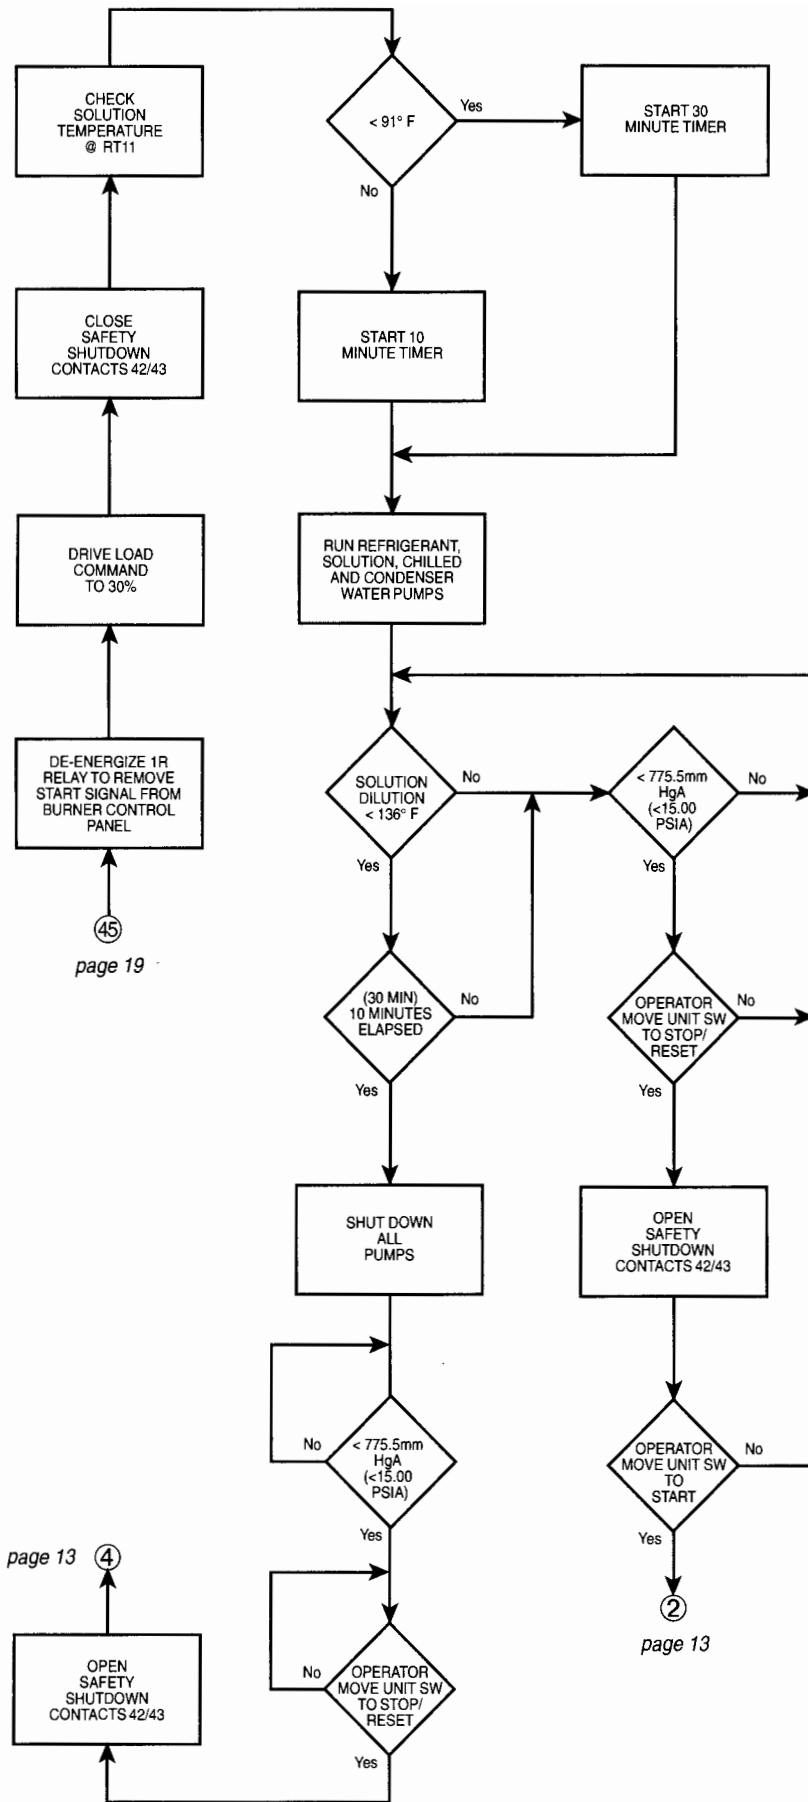 CHECK
SOLUTION
TEMPERATURE
@ RT11
< 91° F
Yes
No
START 30
MINUTE TIMER
CLOSE
SAFETY
SHUTDOWN
CONTACTS 42/43
START 10
MINUTE TIMER
DRIVE LOAD
COMMAND
TO 30%
RUN REFRIGERANT,
SOLUTION, CHILLED
AND CONDENSER
WATER PUMPS
DE-ENERGIZE 1R
RELAY TO REMOVE
START SIGNAL FROM
BURNER CONTROL
PANEL
45
page 19
SOLUTION
DILUTION
< 136° F
No
Yes
< 775.5mm
HgA
(<15.00
PSIA)
No
Yes
(30 MIN)
10 MINUTES
ELAPSED
No
Yes
OPERATOR
MOVE UNIT SW
TO STOP/
RESET
No
Yes
SHUT DOWN
ALL
PUMPS
OPEN
SAFETY
SHUTDOWN
CONTACTS 42/43
< 775.5mm
HgA
(<15.00
PSIA)
No
Yes
OPERATOR
MOVE UNIT SW
TO
START
No
Yes
2
page 13
page 13 4
OPEN
SAFETY
SHUTDOWN
CONTACTS 42/43
No
OPERATOR
MOVE UNIT SW
TO STOP/
RESET
Yes